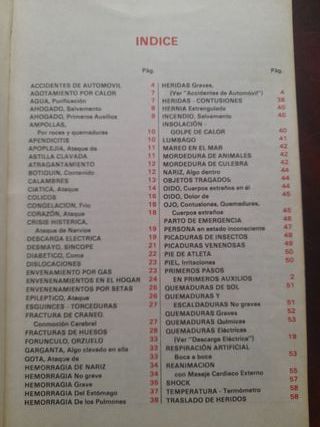 INDICE
Pág.
ACCIDENTES DE AUTOMOVIL 4
AGOTAMIENTO POR CALOR 7
AGUA, Purificación 7
AHOGADO, Salvamento 8
AHOGADO, Primeros Auxilios 9
AMPOLLAS,
Por roces y quemaduras 10
APENDICITIS 10
APOPLEJIA, Ataque de 11
ASTILLA CLAVADA 11
ATRAGANTAMIENTO 12
BOTIQUIN, Contenido 12
CALAMBRES 13
CIATICA, Ataque 14
COLICOS 16
CONGELACION, Frío 16
CORAZON, Ataque 18
CRISIS HISTERICA,
Ataque de Nervios 19
DESCARGA ELECTRICA 19
DESMAYO, SINCOPE 21
DIABETICO, Coma 22
DISLOCACIONES 23
ENVENAMIENTO POR GAS 23
ENVENENAMIENTOS EN EL HOGAR 24
ENVENENAMIENTOS POR SETAS 26
EPILEPTICO, Ataque
ESGUINCES - TORCEDURAS 27
FRACTURA DE CRANEO,
Conmoción Cerebral 27
FRACTURAS DE HUESOS 28
FORUNCULO, ORZUELO 33
GARGANTA, Algo clavado en ella 33
GOTA, Ataque de 33
HEMORRAGIA DE NARIZ 34
HEMORRAGIA No grave 34
HEMORRAGIA Grave 35
HEMORRAGIA Del Estómago 37
HEMORRAGIA De los Pulmones 38
Pág.
HERIDAS Graves,
(Ver "Accidentes de Automóvil") 4
HERIDAS - CONTUSIONES 38
HERNIA Estrangulada 45
INCENDIO, Salvamento 40
INSOLACION -
GOLPE DE CALOR 40
LUMBAGO 41
MAREO EN EL MAR 42
MORDEDURA DE ANIMALES 42
MORDEDURA DE CULEBRA 42
NARIZ, Algo dentro 44
OBJETOS TRAGADOS 44
OIDO, Cuerpos extraños en él 45
OIDO, Dolor de 45
OJO, Contusiones, Quemaduras,
Cuerpos extraños 45
PARTO DE EMERGENCIA 46
PERSONA en estado inconsciente 47
PICADURAS DE INSECTOS 48
PICADURAS VENENOSAS 49
PIE DE ATLETA 50
PIEL, Irritaciones 50
PRIMEROS PASOS
EN PRIMEROS AUXILIOS 2
QUEMADURAS DE SOL 51
QUEMADURAS Y
ESCALDADURAS No graves 51
QUEMADURAS Graves 52
QUEMADURAS Químicas 53
QUEMADURAS Eléctricas
(Ver "Descarga Eléctrica") 19
RESPIRACION ARTIFICIAL
Boca a boca 53
REANIMACION
con Masaje Cardíaco Externo 55
SHOCK 57
TEMPERATURA - Termómetro 58
TRASLADO DE HERIDOS 58